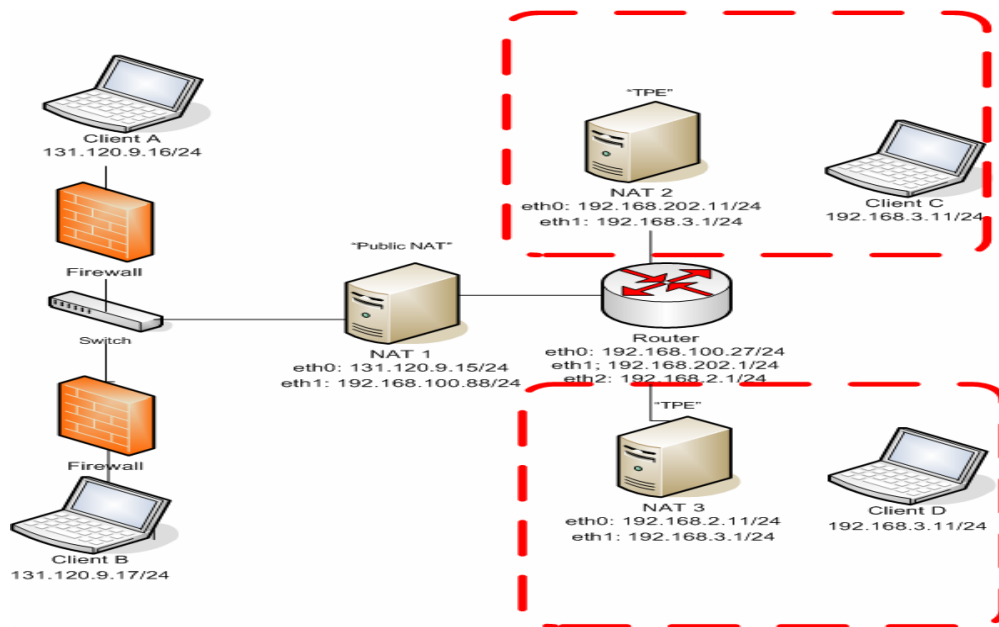 Client A
131.120.9.16/24
Firewall
Switch
Firewall
Client B
131.120.9.17/24
"Public NAT"
NAT 1
eth0: 131.120.9.15/24
eth1: 192.168.100.88/24
"TPE"
NAT 2
eth0: 192.168.202.11/24
eth1: 192.168.3.1/24
Client C
192.168.3.11/24
Router
eth0: 192.168.100.27/24
eth1; 192.168.202.1/24
eth2: 192.168.2.1/24
"TPE"
NAT 3
eth0: 192.168.2.11/24
eth1: 192.168.3.1/24
Client D
192.168.3.11/24